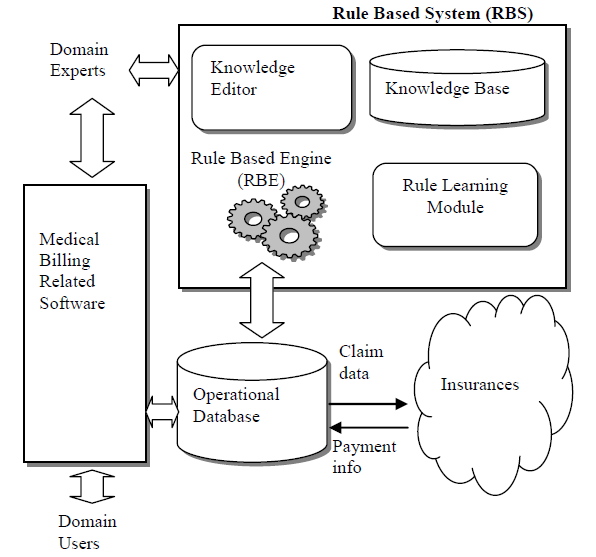 Rule Based System (RBS)
Domain
Experts
Knowledge
Editor
Knowledge Base
Rule Based Engine
(RBE)
Rule Learning
Module
Medical
Billing
Related
Software
Operational
Database
Claim
data
Payment
info
Insurances
Domain
Users